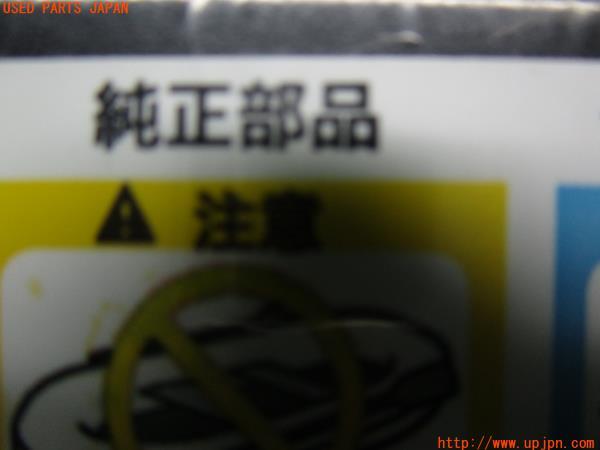 USED PARTS JAPAN
純正部品
注意
http://www.upjpn.com/